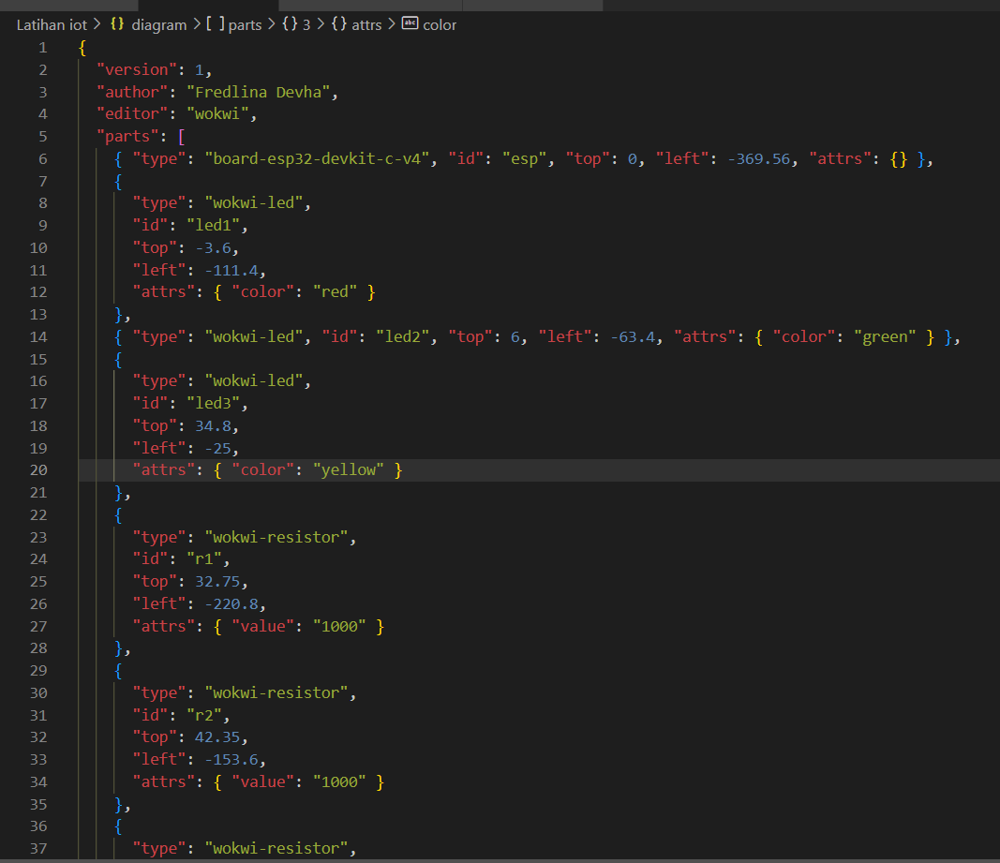 Latihan iot > {} diagram > [ ] parts > {} 3 > {} attrs > abc color
1 {
2 "version": 1,
3 "author": "Fredlina Devha",
4 "editor": "wokwi",
5 "parts": [
6 { "type": "board-esp32-devkit-c-v4", "id": "esp", "top": 0, "left": -369.56, "attrs": {} },
7 {
8 "type": "wokwi-led",
9 "id": "led1",
10 "top": -3.6,
11 "left": -111.4,
12 "attrs": { "color": "red" }
13 },
14 { "type": "wokwi-led", "id": "led2", "top": 6, "left": -63.4, "attrs": { "color": "green" } },
15 {
16 "type": "wokwi-led",
17 "id": "led3",
18 "top": 34.8,
19 "left": -25,
20 "attrs": { "color": "yellow" }
21 },
22 {
23 "type": "wokwi-resistor",
24 "id": "r1",
25 "top": 32.75,
26 "left": -220.8,
27 "attrs": { "value": "1000" }
28 },
29 {
30 "type": "wokwi-resistor",
31 "id": "r2",
32 "top": 42.35,
33 "left": -153.6,
34 "attrs": { "value": "1000" }
35 },
36 {
37 "type": "wokwi-resistor",